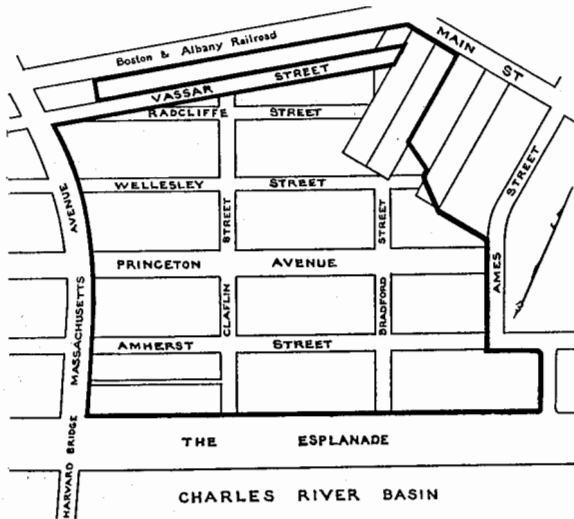 Boston & Albany Railroad
MAIN ST
VASSAR STREET
RADCLIFFE STREET
WELLESLEY STREET
STREET
STREET
STREET
AVENUE
PRINCETON AVENUE
MASSACHUSETTS
CLAFLIN
BRADFORD
AMES
AMHERST STREET
THE ESPLANADE
HARVARD BRIDGE
CHARLES RIVER BASIN